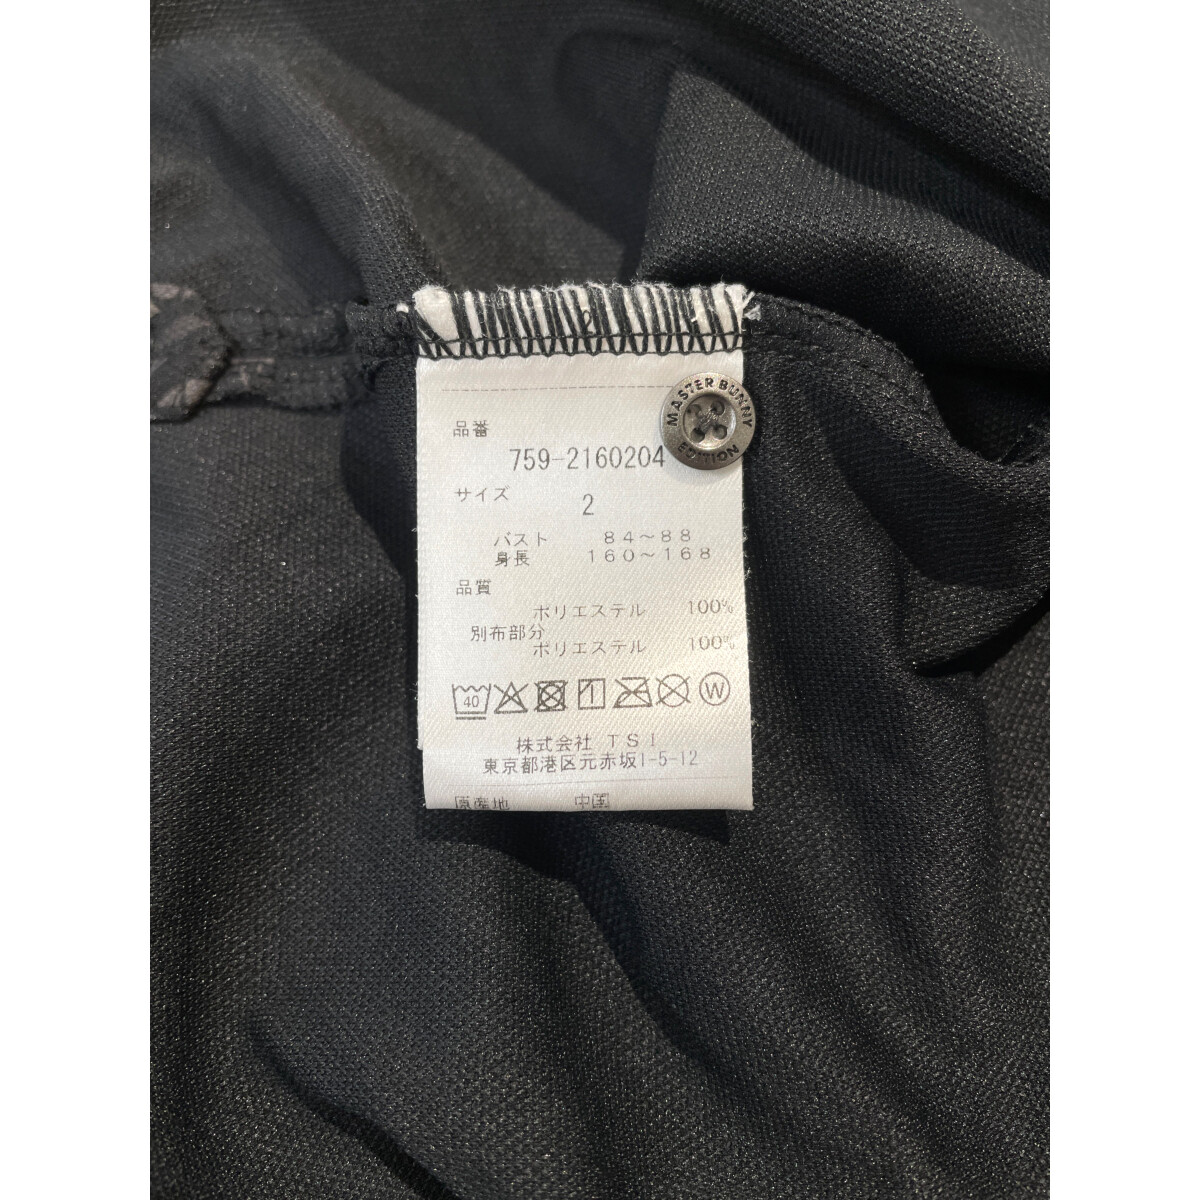 2
MASTER BUNNY
EDITION
品番
759-2160204
サイズ
2
バスト 84～88
身長 160～168
品質
ポリエステル 100%
別布部分
ポリエステル 100%
40
W
株式会社 TSI
東京都港区元赤坂1-5-12
原産地 中国